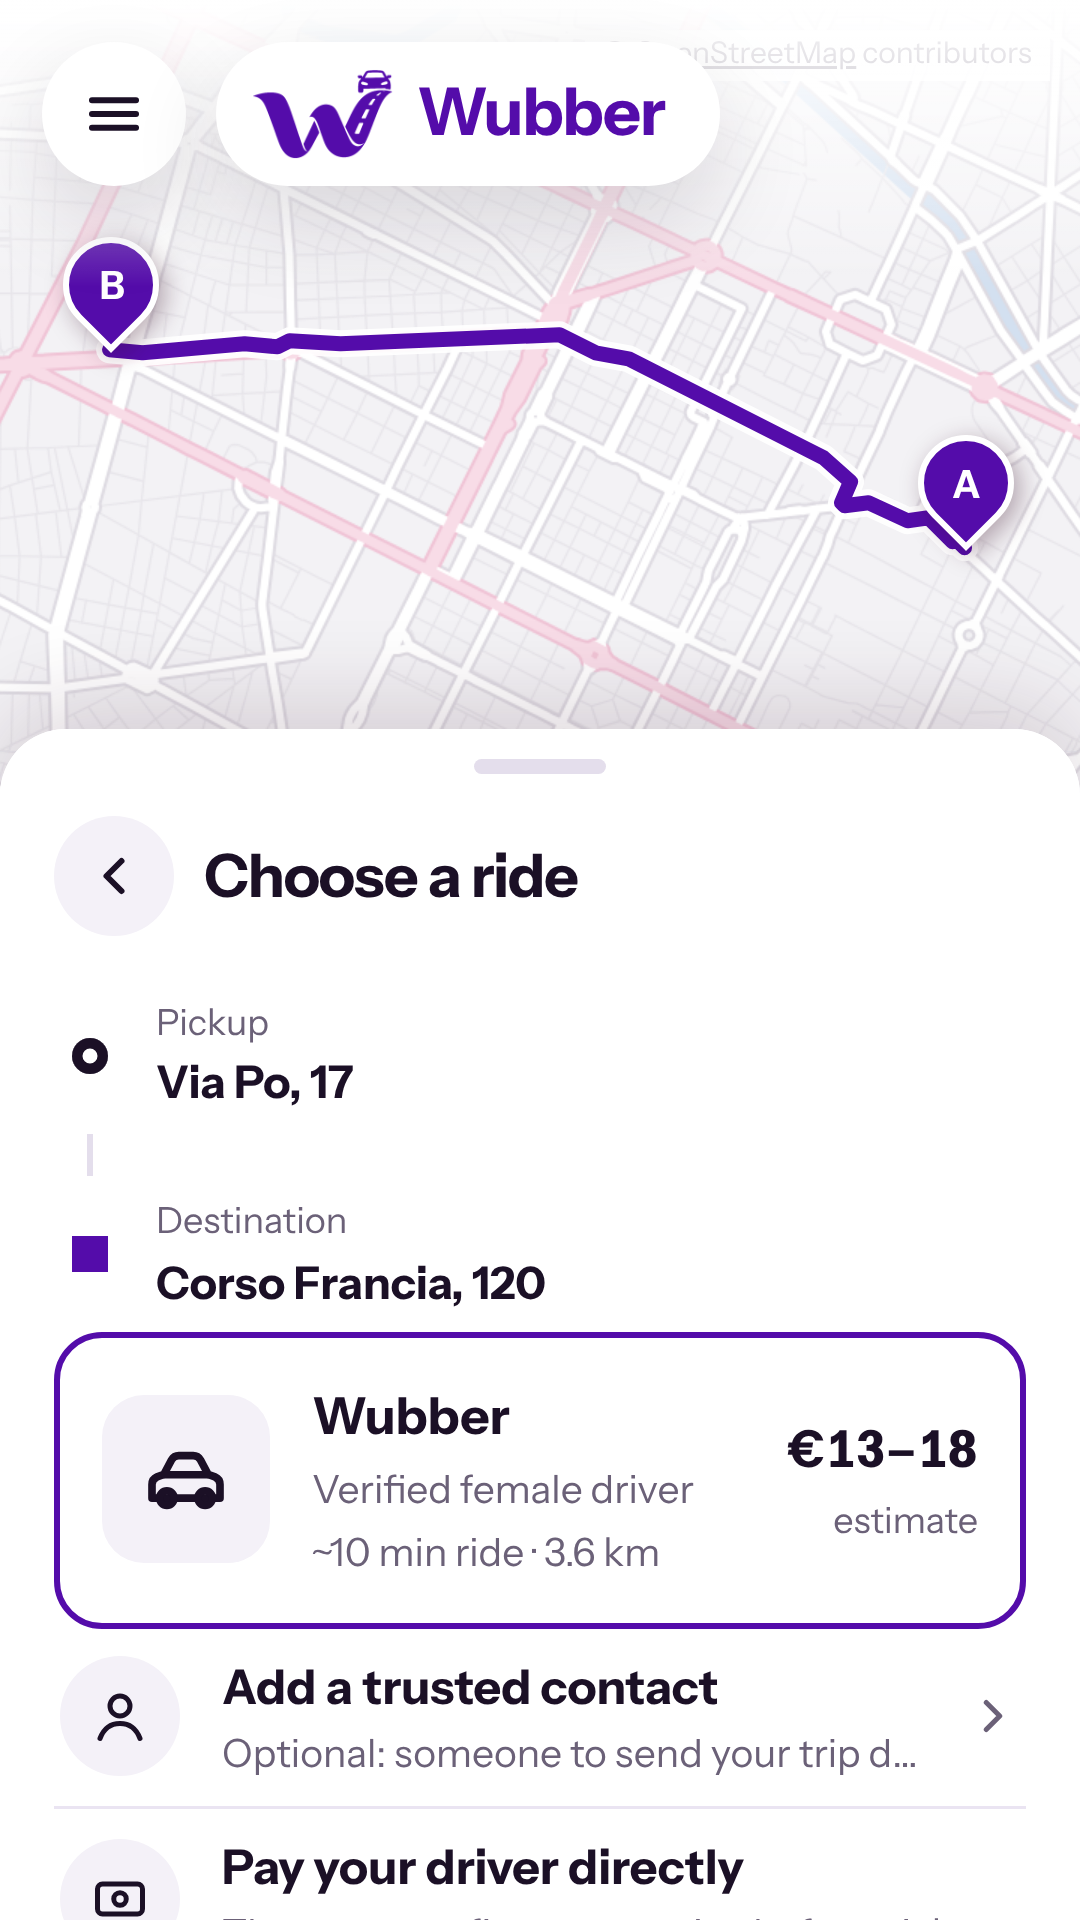 StreetMap contributors
Wubber
B
A
Choose a ride
Pickup
Via Po, 17
Destination
Corso Francia, 120
Wubber
Verified female driver
~10 min ride · 3.6 km
€13–18
estimate
Add a trusted contact
Optional: someone to send your trip d...
Pay your driver directly